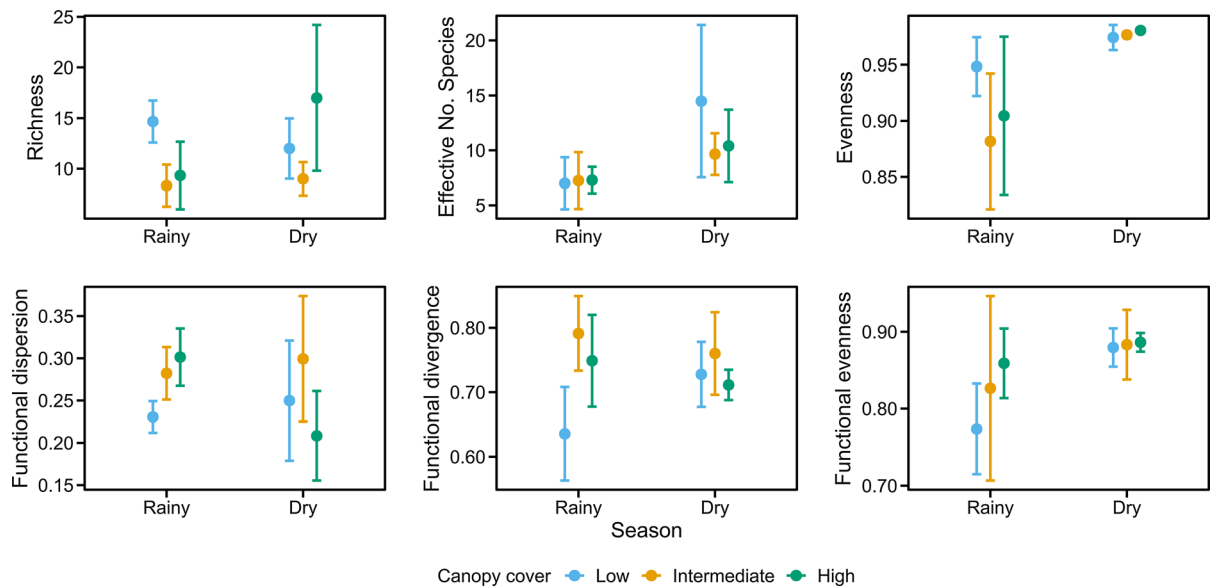 Richness
25
20
15
10
Rainy Dry
Effective No. Species
20
15
10
5
Rainy Dry
Evenness
0.95
0.90
0.85
Rainy Dry
Functional dispersion
0.35
0.30
0.25
0.20
0.15
Rainy Dry
Functional divergence
0.80
0.70
0.60
Rainy Dry
Functional evenness
0.90
0.80
0.70
Rainy Dry
Season
Canopy cover Low Intermediate High